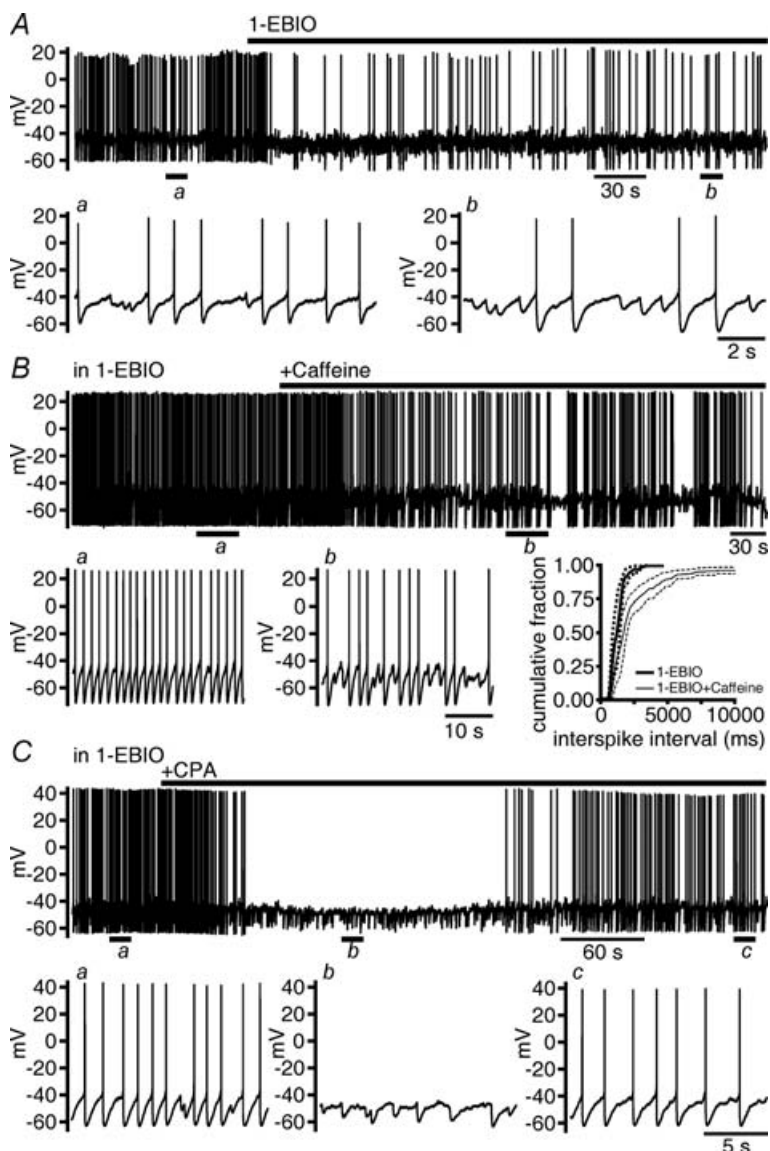 A
1-EBIO
20
0
-20
-40
-60
mV
a
30 s
b
a
20
0
-20
-40
-60
mV
b
20
0
-20
-40
-60
mV
2 s
B
in 1-EBIO
+Caffeine
20
0
-20
-40
-60
mV
a
b
30 s
a
20
0
-20
-40
-60
mV
b
20
0
-20
-40
-60
mV
10 s
cumulative fraction
1.00
0.75
0.50
0.25
0.00
1-EBIO
1-EBIO+Caffeine
0 5000 10000
interspike interval (ms)
C
in 1-EBIO
+CPA
40
20
0
-20
-40
-60
mV
a
b
60 s
c
a
40
20
0
-20
-40
-60
mV
b
40
20
0
-20
-40
-60
mV
c
40
20
0
-20
-40
-60
mV
5 s